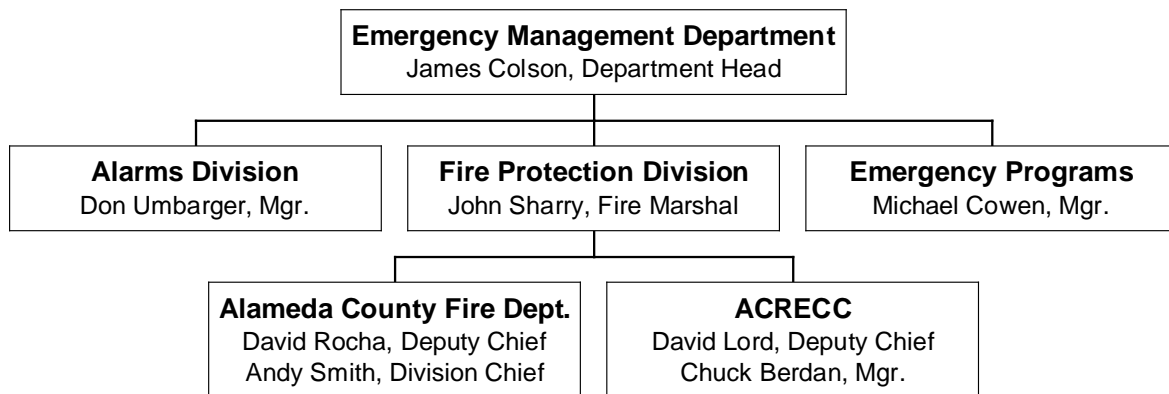 Emergency Management Department
James Colson, Department Head
Alarms Division
Don Umbarger, Mgr.
Fire Protection Division
John Sharry, Fire Marshal
Emergency Programs
Michael Cowen, Mgr.
Alameda County Fire Dept.
David Rocha, Deputy Chief
Andy Smith, Division Chief
ACRECC
David Lord, Deputy Chief
Chuck Berdan, Mgr.